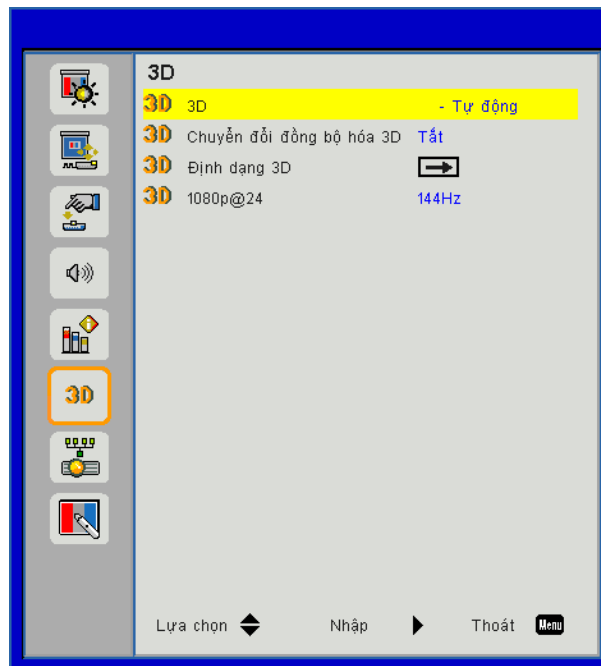 3D
3D 3D - Tự động
3D Chuyển đổi đồng bộ hóa 3D Tắt
3D Định dạng 3D
3D 1080p@24 144Hz
3D
Lựa chọn Nhập Thoát Menu